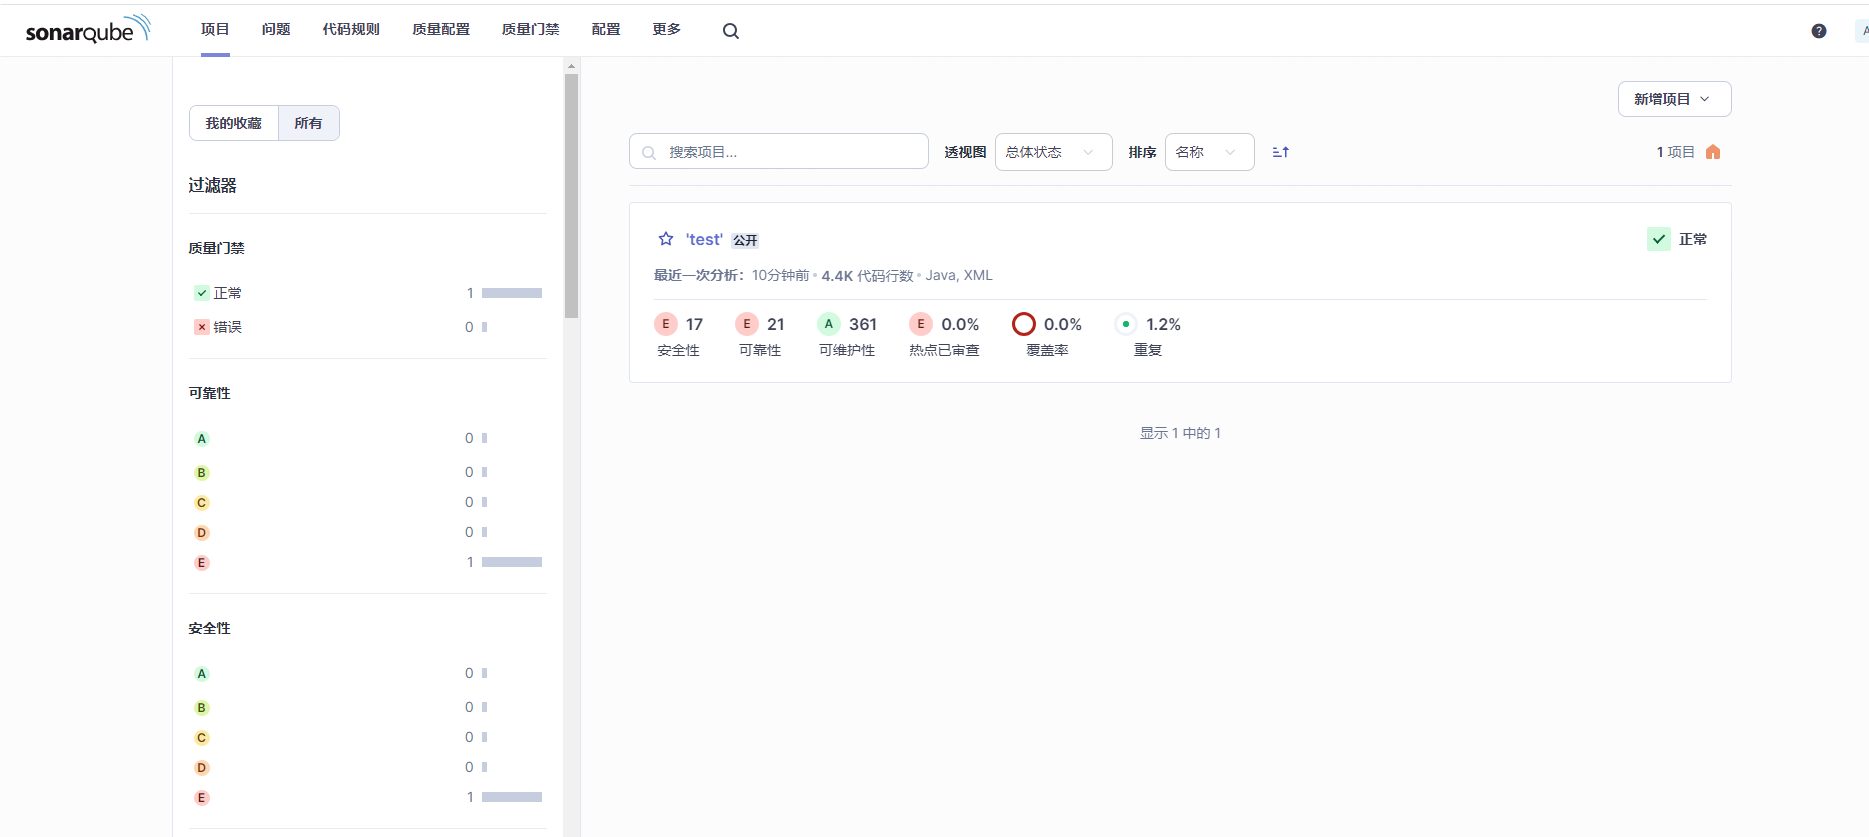 sonarqube 项目 问题 代码规则 质量配置 质量门禁 配置 更多 ? A
我的收藏 所有
过滤器
质量门禁
正常 1
错误 0
可靠性
A 0
B 0
C 0
D 0
E 1
安全性
A 0
B 0
C 0
D 0
E 1
新增项目
搜索项目... 透视图 总体状态 排序 名称 1 项目
'test' 公开 正常
最近一次分析： 10分钟前 • 4.4K 代码行数 • Java, XML
E 17 E 21 A 361 E 0.0% 0.0% 1.2%
安全性 可靠性 可维护性 热点已审查 覆盖率 重复
显示 1 中的 1